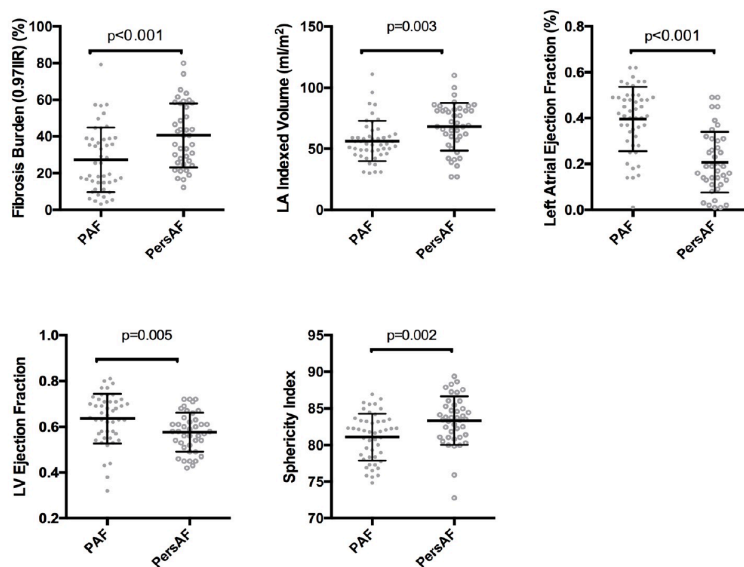 p<0.001
Fibrosis Burden (0.97IIR) (%)
100
80
60
40
20
0
PAF
PersAF
p=0.003
LA Indexed Volume (ml/m²)
150
100
50
0
PAF
PersAF
p<0.001
Left Atrial Ejection Fraction (%)
0.8
0.6
0.4
0.2
0.0
PAF
PersAF
p=0.005
LV Ejection Fraction
1.0
0.8
0.6
0.4
0.2
PAF
PersAF
p=0.002
Sphericity Index
95
90
85
80
75
70
PAF
PersAF